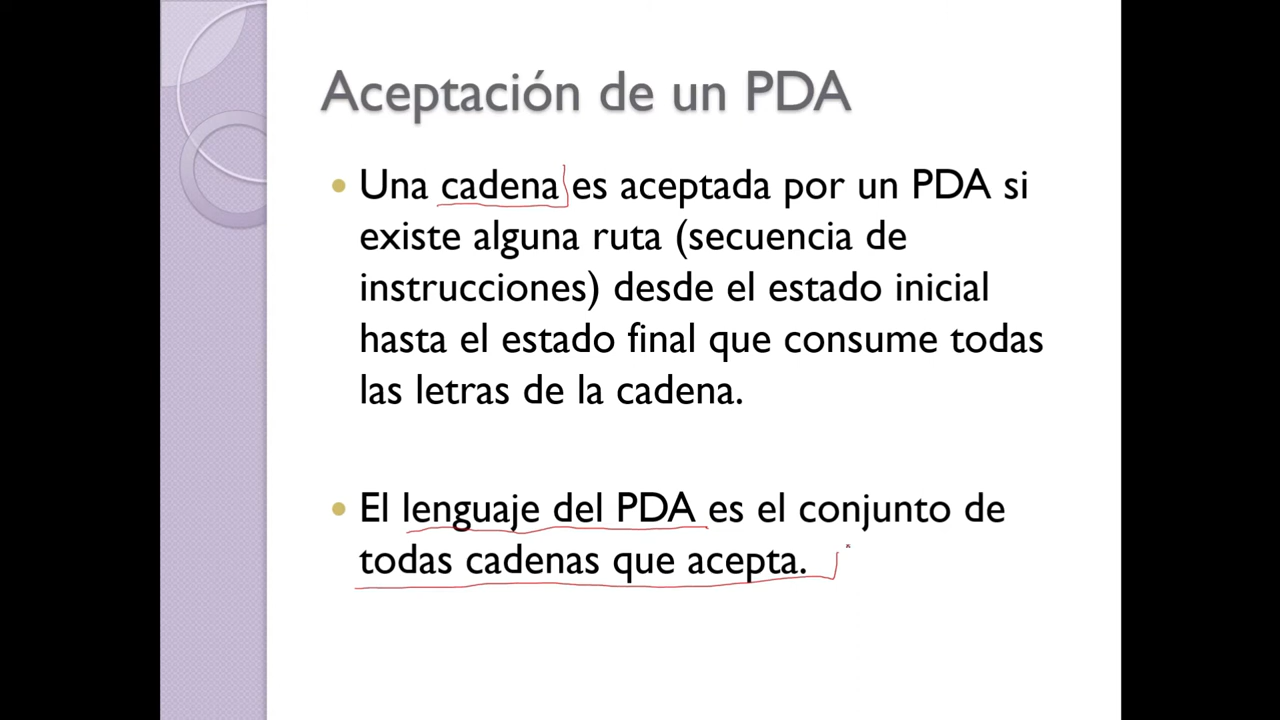 Aceptación de un PDA
Una cadena es aceptada por un PDA si
existe alguna ruta (secuencia de
instrucciones) desde el estado inicial
hasta el estado final que consume todas
las letras de la cadena.
El lenguaje del PDA es el conjunto de
todas cadenas que acepta.